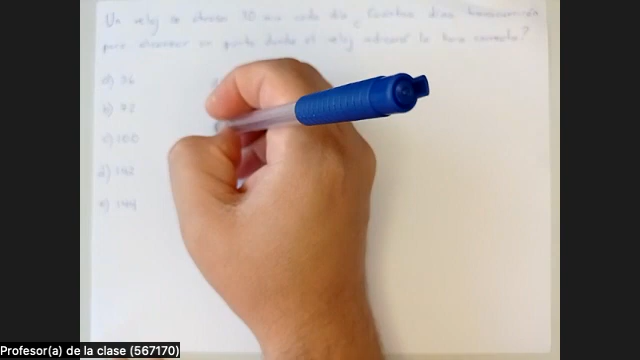 Un reloj se atrasa 10 min cada día ¿Cuántos días transcurrirán
para alcanzar un punto donde el reloj indicará la hora correcta?
a) 36
b) 72
c) 100
d) 142
e) 144
Profesor(a) de la clase (567170)